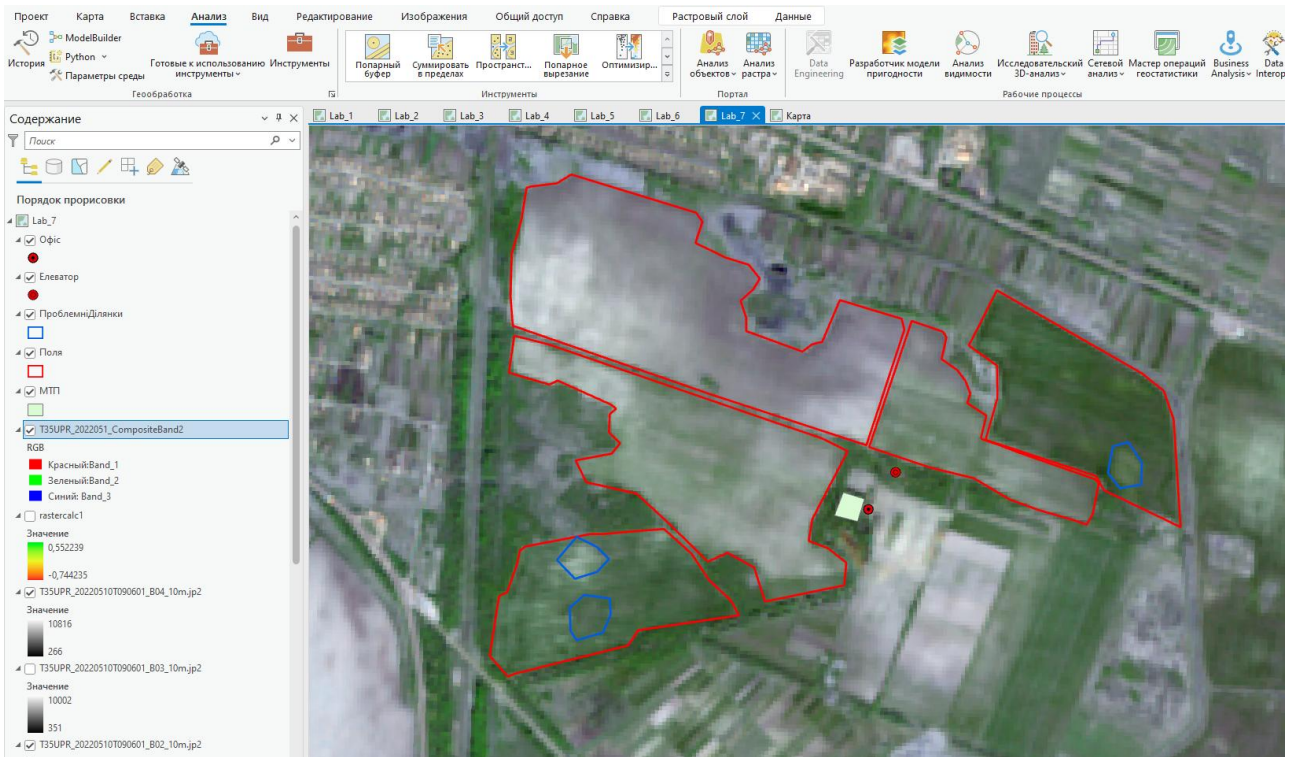 Проект Карта Вставка Анализ Вид Редактирование Изображения Общий доступ Справка Растровый слой Данные
История
ModelBuilder
Python
Параметры среды
Готовые к использованию инструменты
Инструменты
Геообработка
Попарный буфер
Суммировать в пределах
Пространст...
Попарное вырезание
Оптимизир...
Инструменты
Анализ объектов
Анализ растра
Портал
Data Engineering
Разработчик модели пригодности
Анализ видимости
Исследовательский 3D-анализ
Сетевой анализ
Мастер операций геостатистики
Business Analysis
Data Interop
Рабочие процессы
Содержание
Поиск
Порядок прорисовки
Lab_7
Офіс
Елеватор
ПроблемніДілянки
Поля
МТП
T35UPR_2022051_CompositeBand2
RGB
Красный:Band_1
Зеленый:Band_2
Синий: Band_3
rastercalc1
Значение
0,552239
-0,744235
T35UPR_20220510T090601_B04_10m.jp2
Значение
10816
266
T35UPR_20220510T090601_B03_10m.jp2
Значение
10002
351
T35UPR_20220510T090601_B02_10m.jp2
Lab_1 Lab_2 Lab_3 Lab_4 Lab_5 Lab_6 Lab_7 Карта